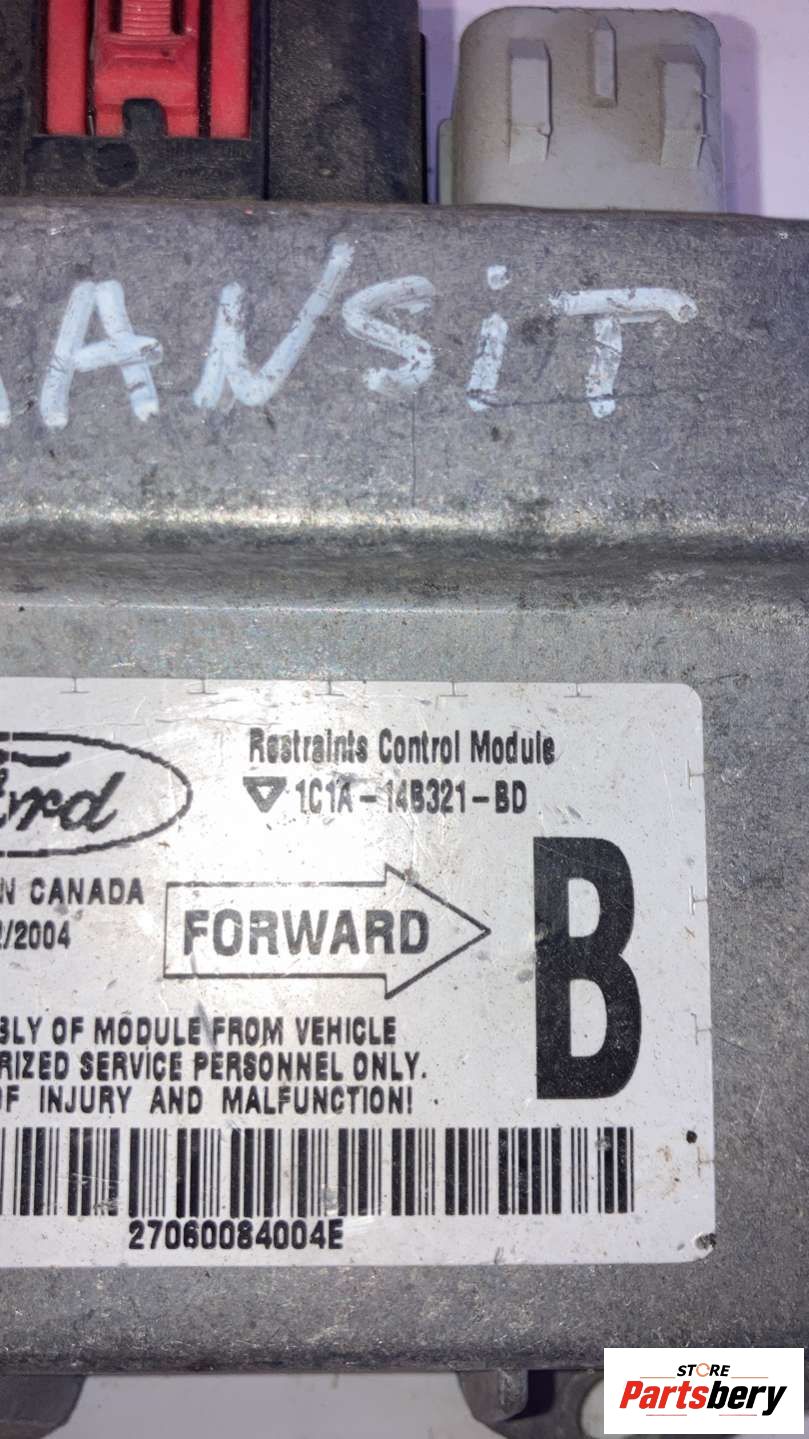 ANSiT
Ford
Restraints Control Module
1C1A-14B321-BD
N CANADA
/2004
FORWARD
B
BLY OF MODULE FROM VEHICLE
RIZED SERVICE PERSONNEL ONLY.
OF INJURY AND MALFUNCTION!
27060084004E
STORE
Partsbery